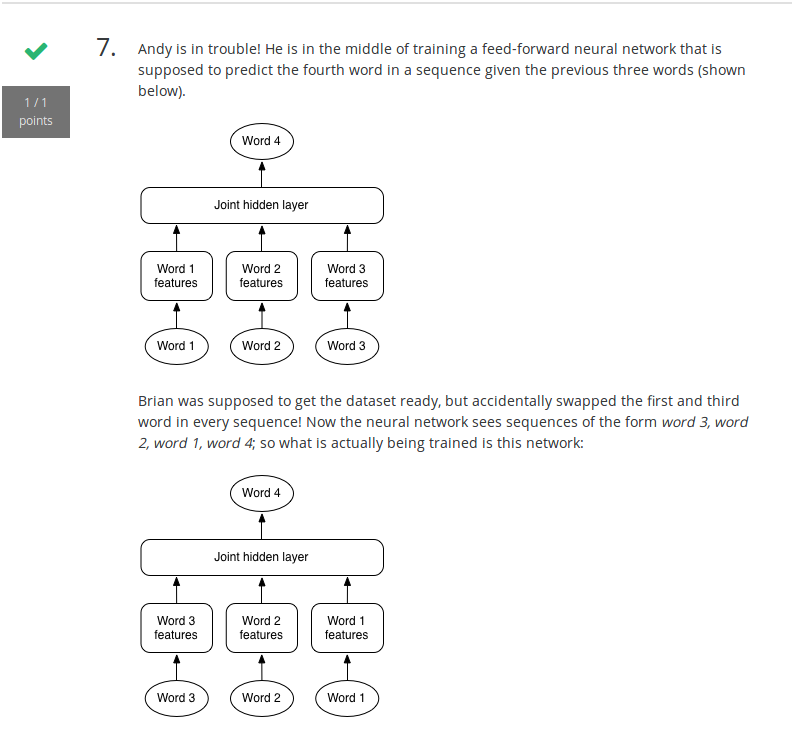 7.
Andy is in trouble! He is in the middle of training a feed-forward neural network that is
supposed to predict the fourth word in a sequence given the previous three words (shown
below).
1 / 1
points
Word 4
Joint hidden layer
Word 1 Word 2 Word 3
features features features
Word 1 Word 2 Word 3
Brian was supposed to get the dataset ready, but accidentally swapped the first and third
word in every sequence! Now the neural network sees sequences of the form word 3, word
2, word 1, word 4; so what is actually being trained is this network:
Word 4
Joint hidden layer
Word 3 Word 2 Word 1
features features features
Word 3 Word 2 Word 1